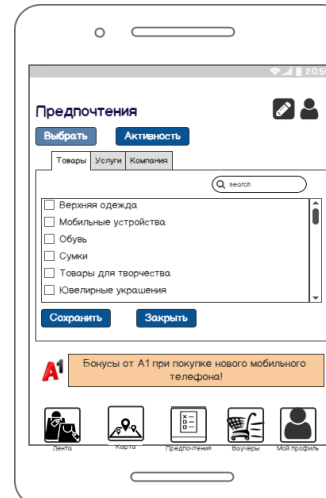 20:5
Предпочтения
Выбрать
Активность
Товары
Услуги
Компания
search
Верхняя одежда
Мобильные устройства
Обувь
Сумки
Товары для творчества
Ювелирные украшения
Сохранить
Закрыть
A1
Бонусы от А1 при покупке нового мобильного
телефона!
Лента
Карта
Предпочтения
Ваучеры
Мой профиль